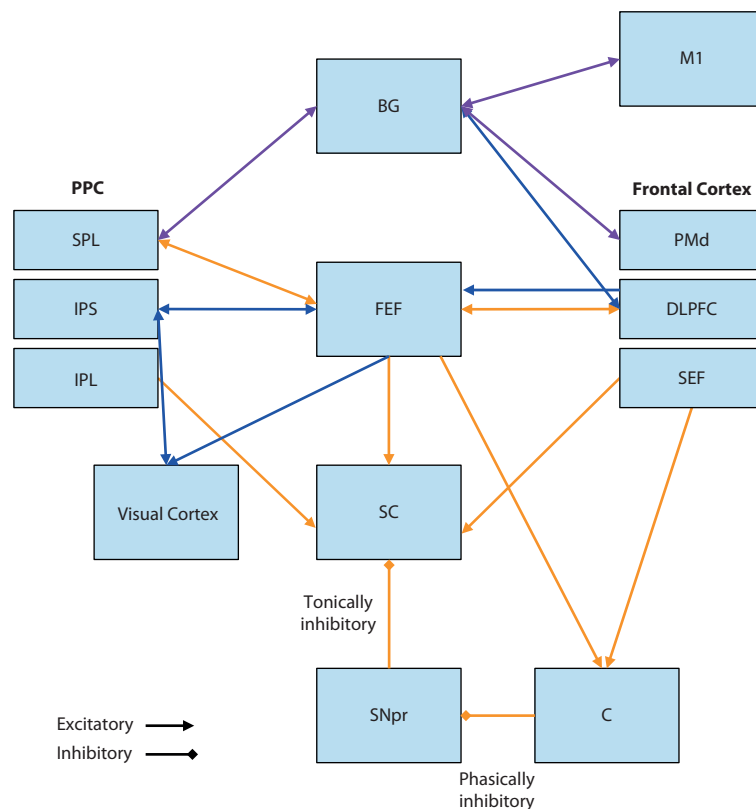 M1
BG
PPC
Frontal Cortex
SPL
PMd
IPS
FEF
DLPFC
IPL
SEF
Visual Cortex
SC
Tonically
inhibitory
SNpr
C
Excitatory
Inhibitory
Phasically
inhibitory